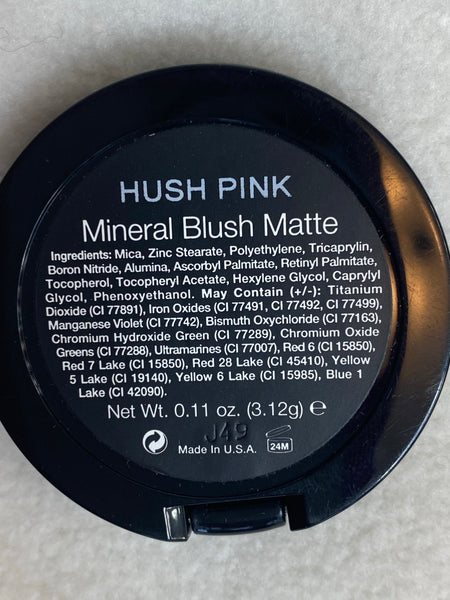 HUSH PINK
Mineral Blush Matte
Ingredients: Mica, Zinc Stearate, Polyethylene, Tricaprylin,
Boron Nitride, Alumina, Ascorbyl Palmitate, Retinyl Palmitate,
Tocopherol, Tocopheryl Acetate, Hexylene Glycol, Caprylyl
Glycol, Phenoxyethanol. May Contain (+/-): Titanium
Dioxide (CI 77891), Iron Oxides (CI 77491, CI 77492, CI 77499),
Manganese Violet (CI 77742), Bismuth Oxychloride (CI 77163),
Chromium Hydroxide Green (CI 77289), Chromium Oxide
Greens (CI 77288), Ultramarines (CI 77007), Red 6 (CI 15850),
Red 7 Lake (CI 15850), Red 28 Lake (CI 45410), Yellow
5 Lake (CI 19140), Yellow 6 Lake (CI 15985), Blue 1
Lake (CI 42090).
Net Wt. 0.11 oz. (3.12g) ℮
J49
Made In U.S.A.
24M